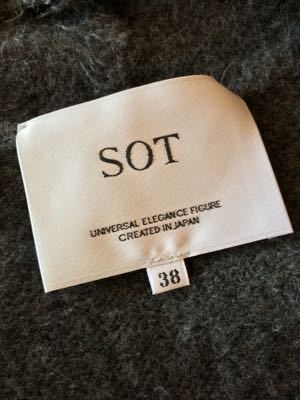 SOT
UNIVERSAL ELEGANCE FIGURE
CREATED IN JAPAN
38